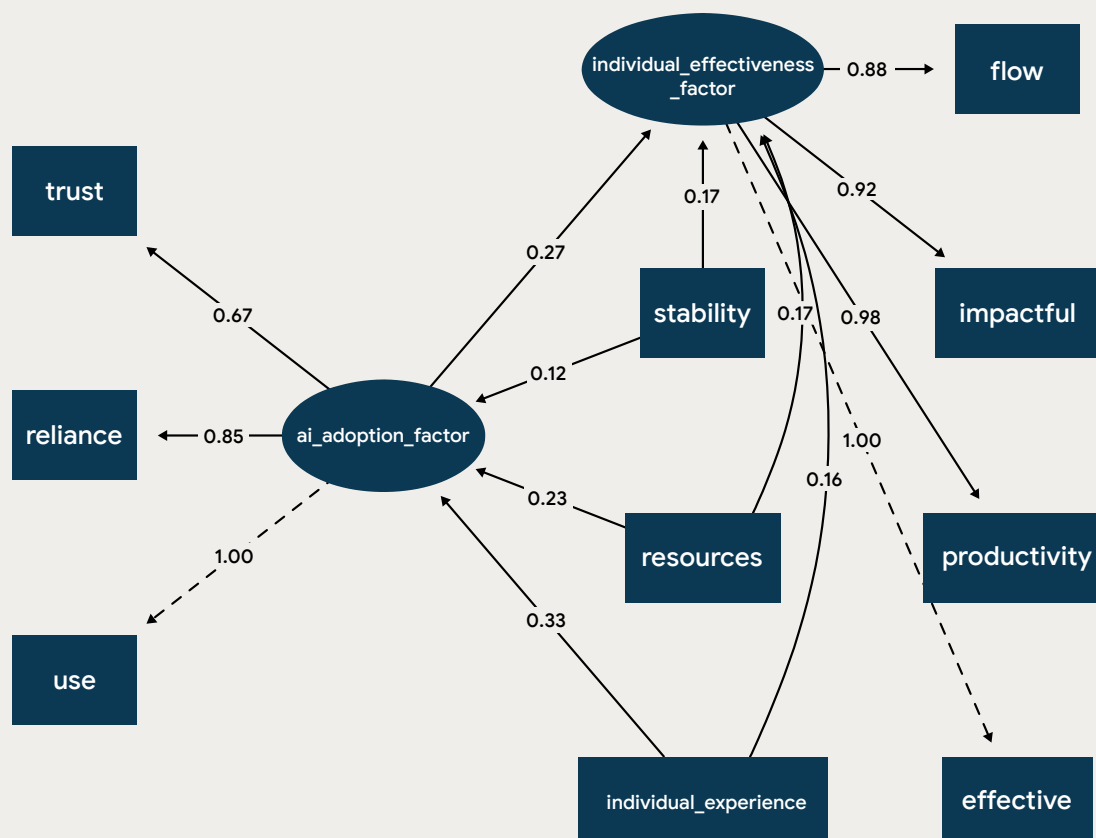 individual_effectiveness
_factor
0.88
flow
trust
0.92
0.17
0.27
stability
0.17
0.98
impactful
0.67
0.12
reliance
0.85
ai_adoption_factor
1.00
0.16
0.23
resources
productivity
1.00
0.33
use
individual_experience
effective